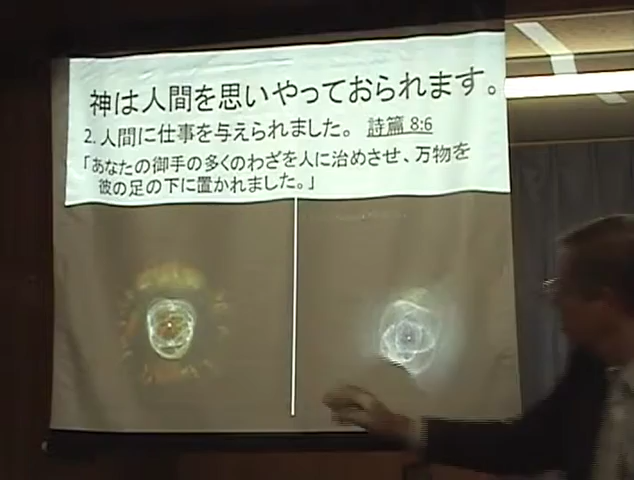 神は人間を思いやっておられます。
2. 人間に仕事を与えられました。 詩篇 8:6
「あなたの御手の多くのわざを人に治めさせ、万物を
彼の足の下に置かれました。」